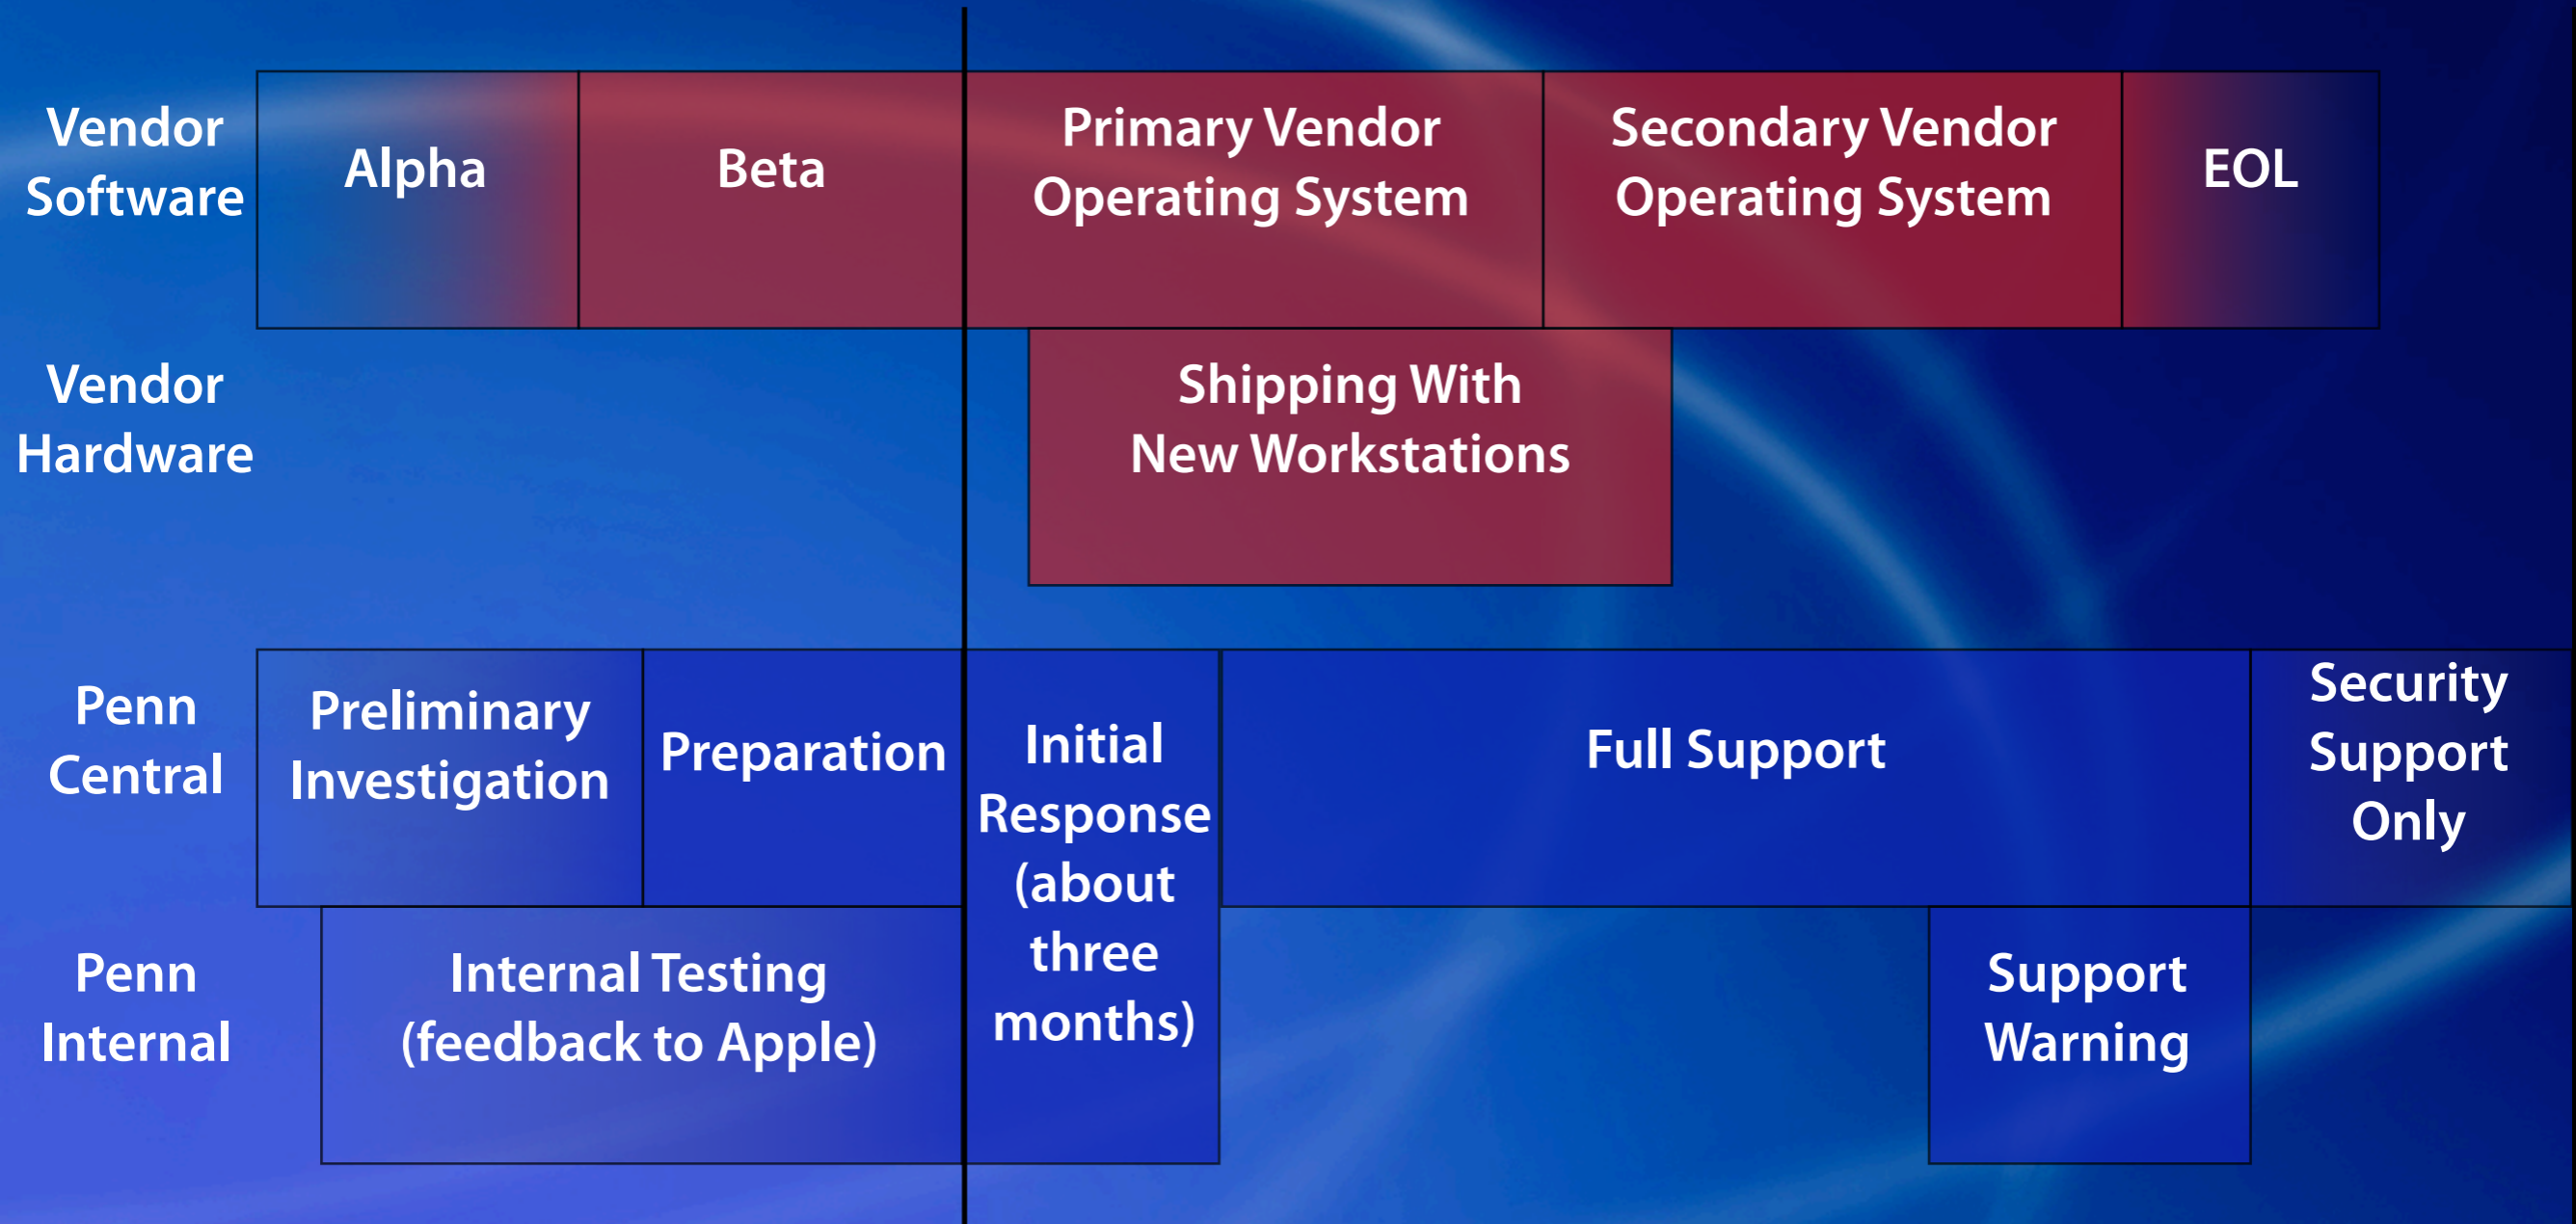 Vendor
Software
Alpha
Beta
Primary Vendor
Operating System
Secondary Vendor
Operating System
EOL
Vendor
Hardware
Shipping With
New Workstations
Penn
Central
Preliminary
Investigation
Preparation
Initial
Response
(about
three
months)
Full Support
Security
Support
Only
Penn
Internal
Internal Testing
(feedback to Apple)
Support
Warning